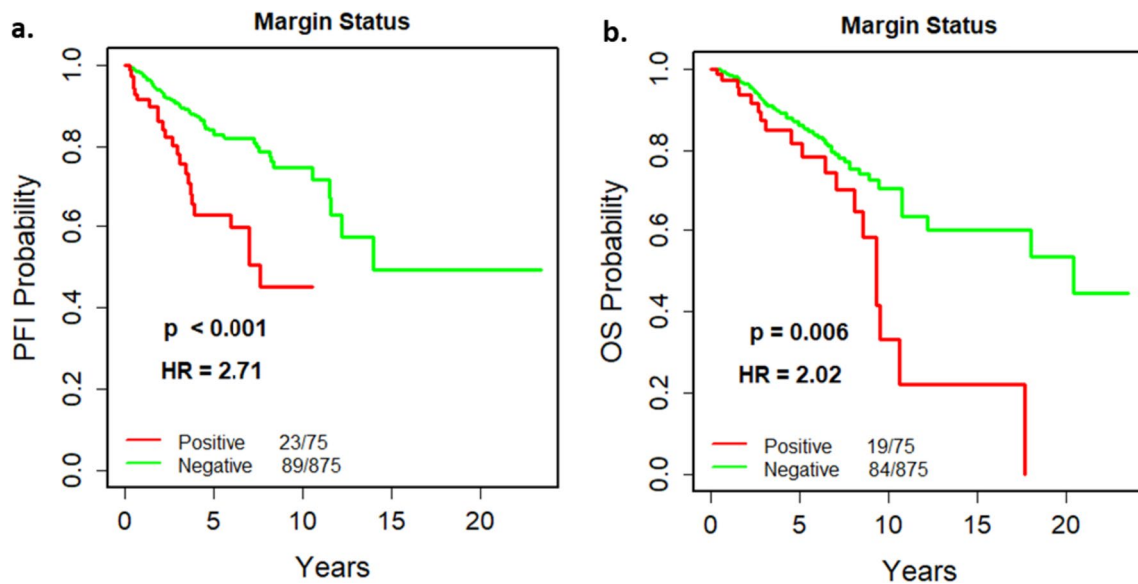 a.
Margin Status
PFI Probability
1.0
0.8
0.6
0.4
0.2
0.0
p < 0.001
HR = 2.71
Positive 23/75
Negative 89/875
0 5 10 15 20
Years
b.
Margin Status
OS Probability
1.0
0.8
0.6
0.4
0.2
0.0
p = 0.006
HR = 2.02
Positive 19/75
Negative 84/875
0 5 10 15 20
Years